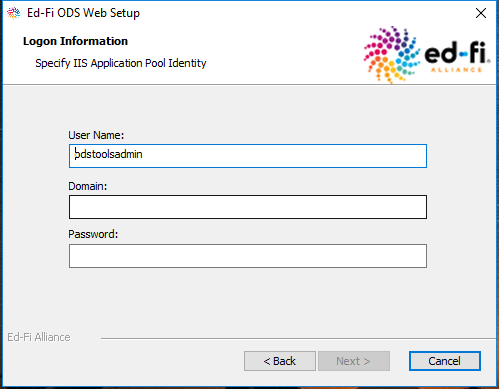 Ed-Fi ODS Web Setup
Logon Information
Specify IIS Application Pool Identity
ed-fi.
ALLIANCE
User Name:
odstoolsadmin
Domain:
Password:
Ed-Fi Alliance
< Back
Next >
Cancel